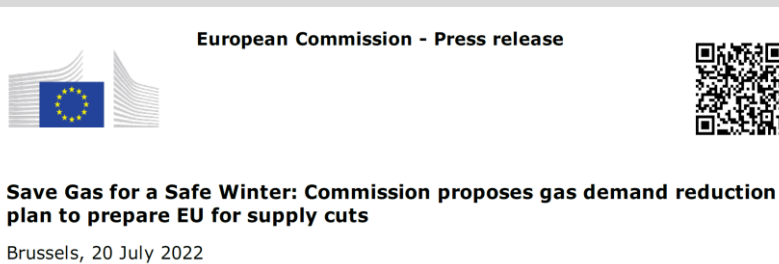 European Commission - Press release
Save Gas for a Safe Winter: Commission proposes gas demand reduction
plan to prepare EU for supply cuts
Brussels, 20 July 2022